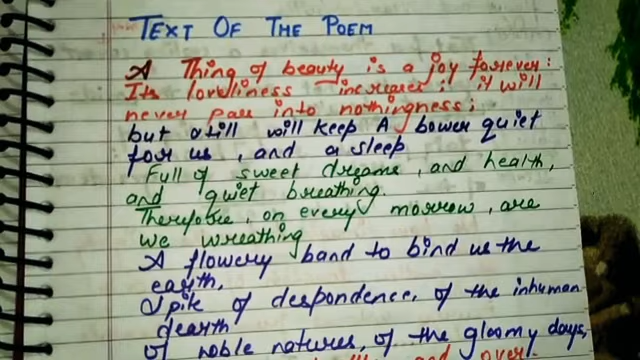 TEXT OF THE POEM
A Thing of beauty is a joy forever:
Its loveliness increases; it will
never pass into nothingness;
but still will keep A bower quiet
for us, and a sleep
Full of sweet dreams, and health,
and quiet breathing.
Therefore, on every morrow, are
we wreathing
A flowery band to bind us the
earth,
Spite of despondence, of the inhuman
dearth
Of noble natures, of the gloomy days,
and over